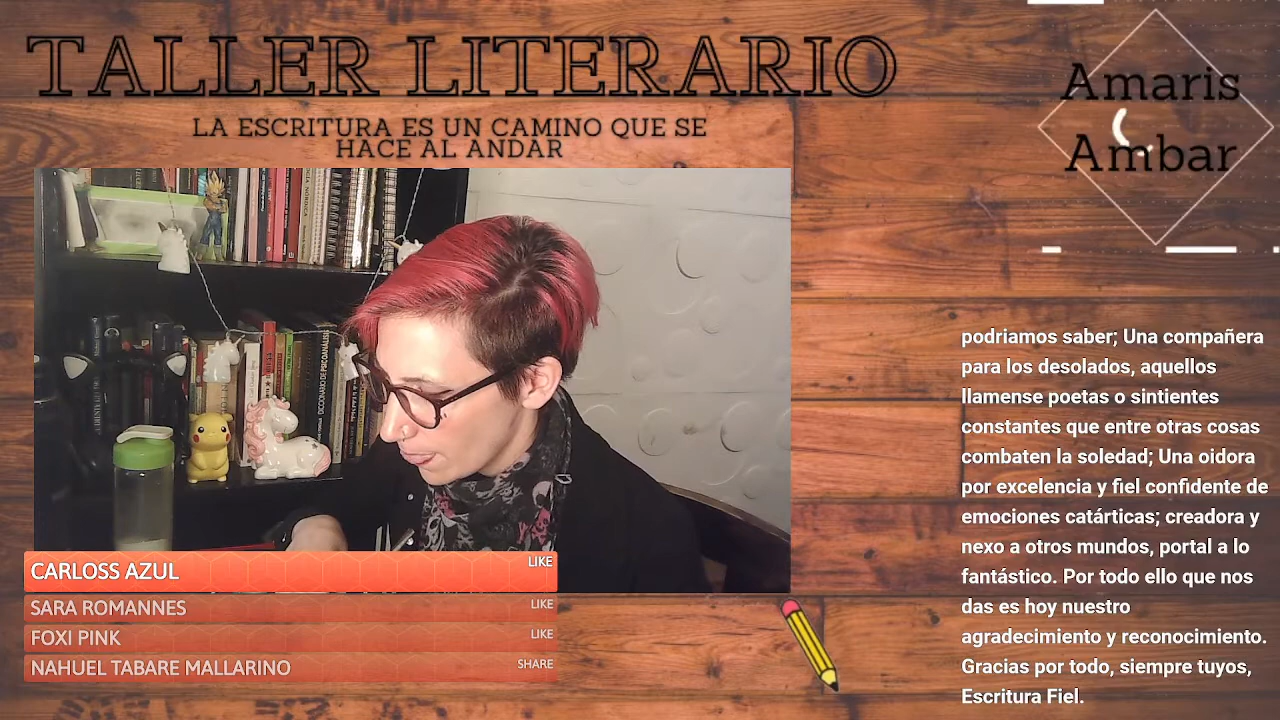 TALLER LITERARIO
LA ESCRITURA ES UN CAMINO QUE SE
HACE AL ANDAR
Amaris
Ambar
DICCIONARIO DE PSICOANÁLISIS
podriamos saber; Una compañera
para los desolados, aquellos
llamense poetas o sintientes
constantes que entre otras cosas
combaten la soledad; Una oidora
por excelencia y fiel confidente de
emociones catárticas; creadora y
nexo a otros mundos, portal a lo
fantástico. Por todo ello que nos
das es hoy nuestro
agradecimiento y reconocimiento.
Gracias por todo, siempre tuyos,
Escritura Fiel.
CARLOSS AZUL LIKE
SARA ROMANNES LIKE
FOXI PINK LIKE
NAHUEL TABARE MALLARINO SHARE